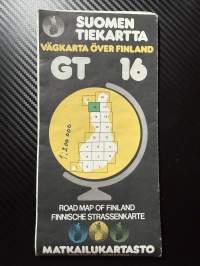 SUOMEN
TIEKARTTA
VÄGKARTA ÖVER FINLAND
GT 16
1:200 000
ROAD MAP OF FINLAND
FINNISCHE STRASSENKARTE
MATKAILUKARTASTO